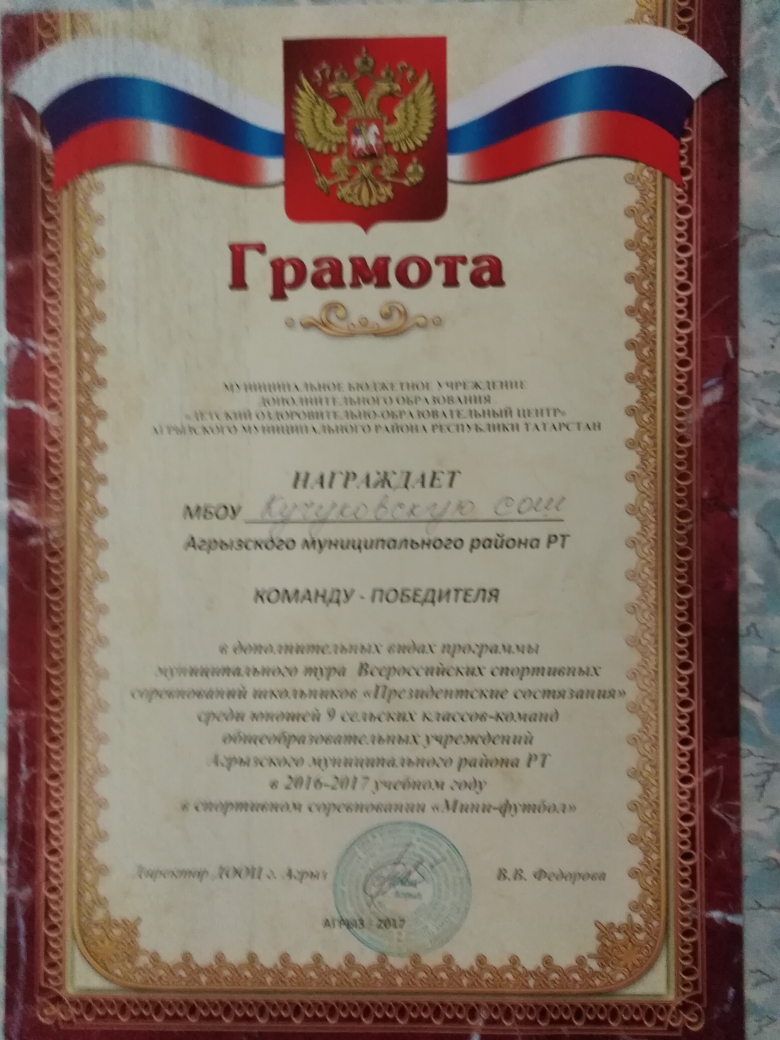 Грамота
МУНИЦИПАЛЬНОЕ БЮДЖЕТНОЕ УЧРЕЖДЕНИЕ
ДОПОЛНИТЕЛЬНОГО ОБРАЗОВАНИЯ
«ДЕТСКИЙ ОЗДОРОВИТЕЛЬНО-ОБРАЗОВАТЕЛЬНЫЙ ЦЕНТР»
АГРЫЗСКОГО МУНИЦИПАЛЬНОГО РАЙОНА РЕСПУБЛИКИ ТАТАРСТАН
НАГРАЖДАЕТ
МБОУ Кучуковскую сош
Агрызского муниципального района РТ
КОМАНДУ - ПОБЕДИТЕЛЯ
в дополнительных видах программы
муниципального тура Всероссийских спортивных
соревнований школьников «Президентские состязания»
среди юношей 9 сельских классов-команд
общеобразовательных учреждений
Агрызского муниципального района РТ
в 2016-2017 учебном году
в спортивном соревновании «Мини-футбол»
Директор ДООЦ г. Агрыз В.В. Федорова
АГРЫЗ - 2017